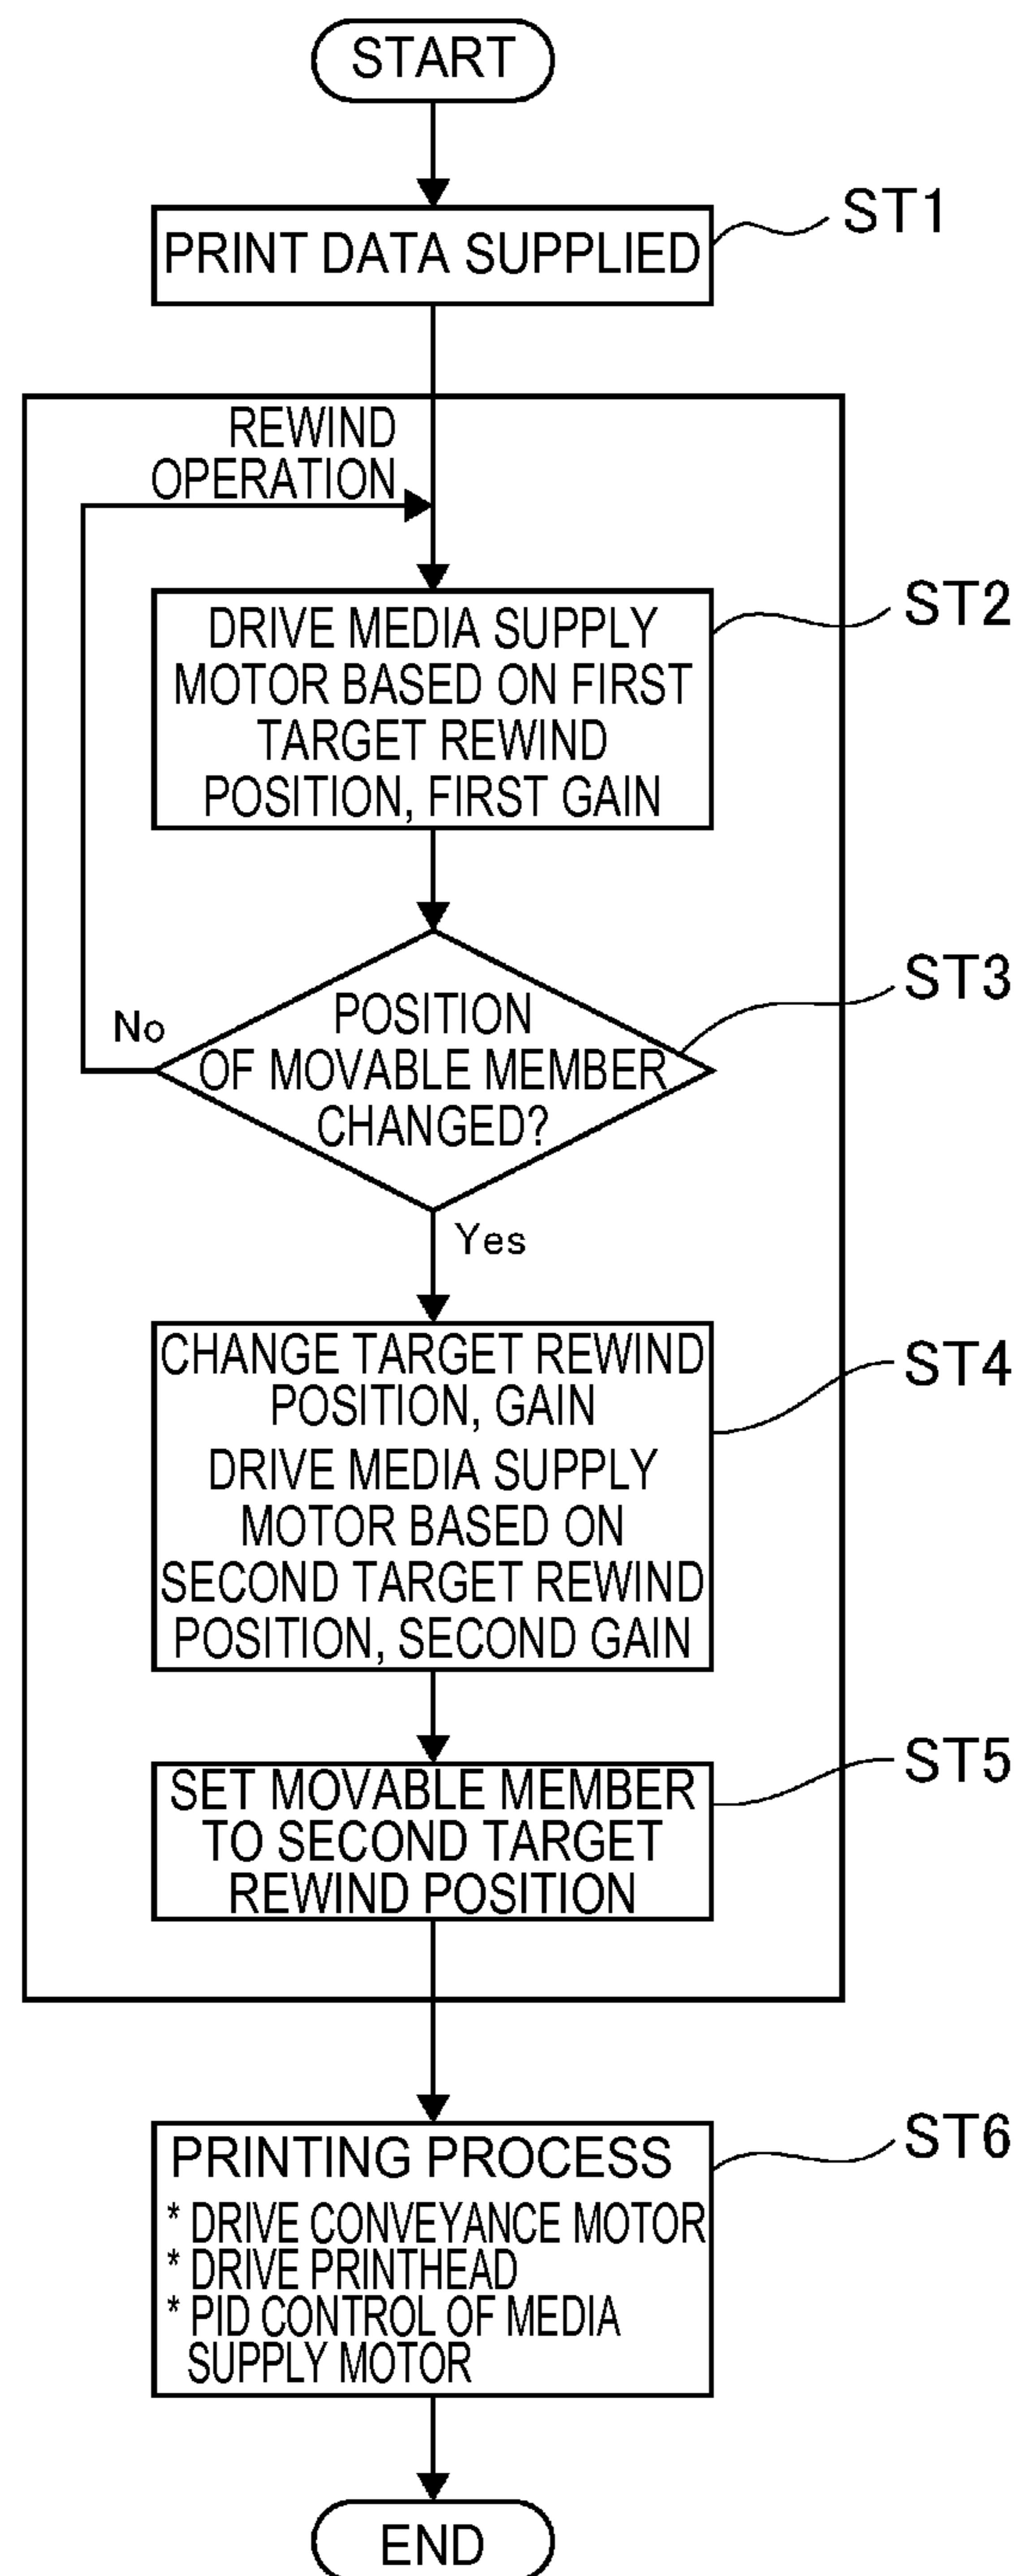 START
PRINT DATA SUPPLIED
ST1
REWIND
OPERATION
DRIVE MEDIA SUPPLY
MOTOR BASED ON FIRST
TARGET REWIND
POSITION, FIRST GAIN
ST2
POSITION
OF MOVABLE MEMBER
CHANGED?
ST3
No
Yes
CHANGE TARGET REWIND
POSITION, GAIN
DRIVE MEDIA SUPPLY
MOTOR BASED ON
SECOND TARGET REWIND
POSITION, SECOND GAIN
ST4
SET MOVABLE MEMBER
TO SECOND TARGET
REWIND POSITION
ST5
PRINTING PROCESS
* DRIVE CONVEYANCE MOTOR
* DRIVE PRINTHEAD
* PID CONTROL OF MEDIA
SUPPLY MOTOR
ST6
END